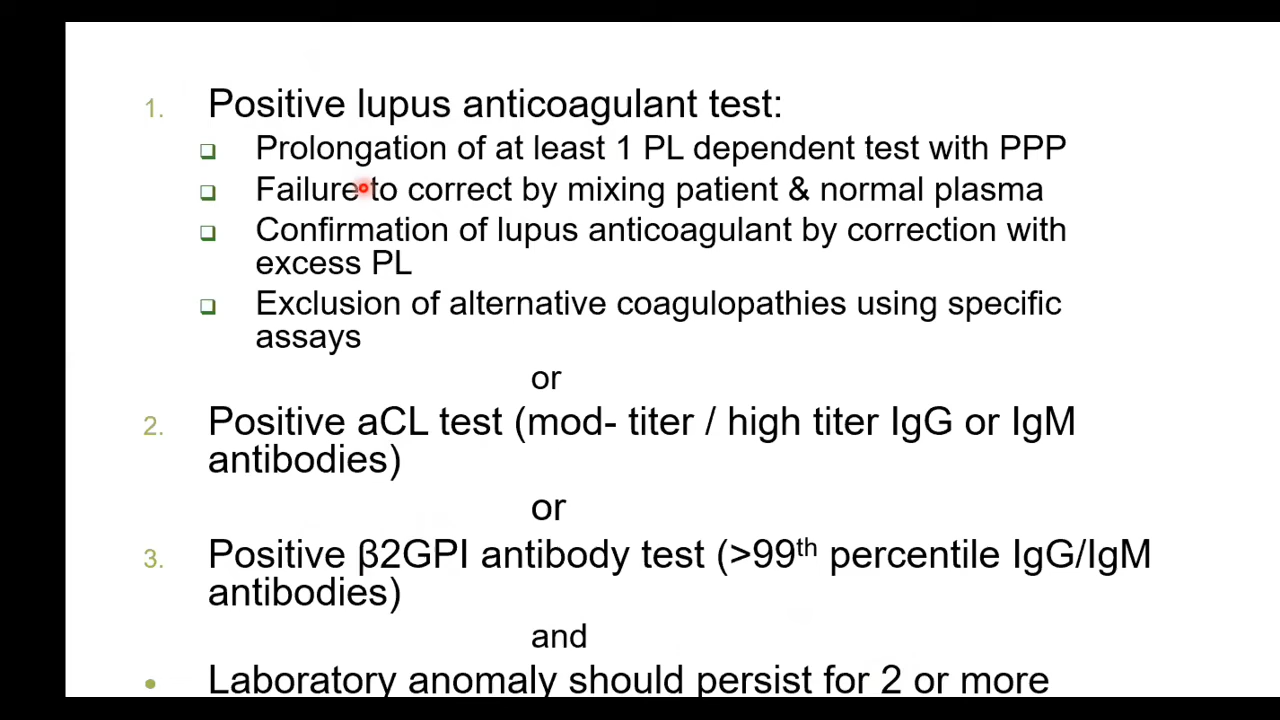 1. Positive lupus anticoagulant test:
❑ Prolongation of at least 1 PL dependent test with PPP
❑ Failure to correct by mixing patient & normal plasma
❑ Confirmation of lupus anticoagulant by correction with
excess PL
❑ Exclusion of alternative coagulopathies using specific
assays
or
2. Positive aCL test (mod- titer / high titer IgG or IgM
antibodies)
or
3. Positive β2GPI antibody test (>99th percentile IgG/IgM
antibodies)
and
• Laboratory anomaly should persist for 2 or more